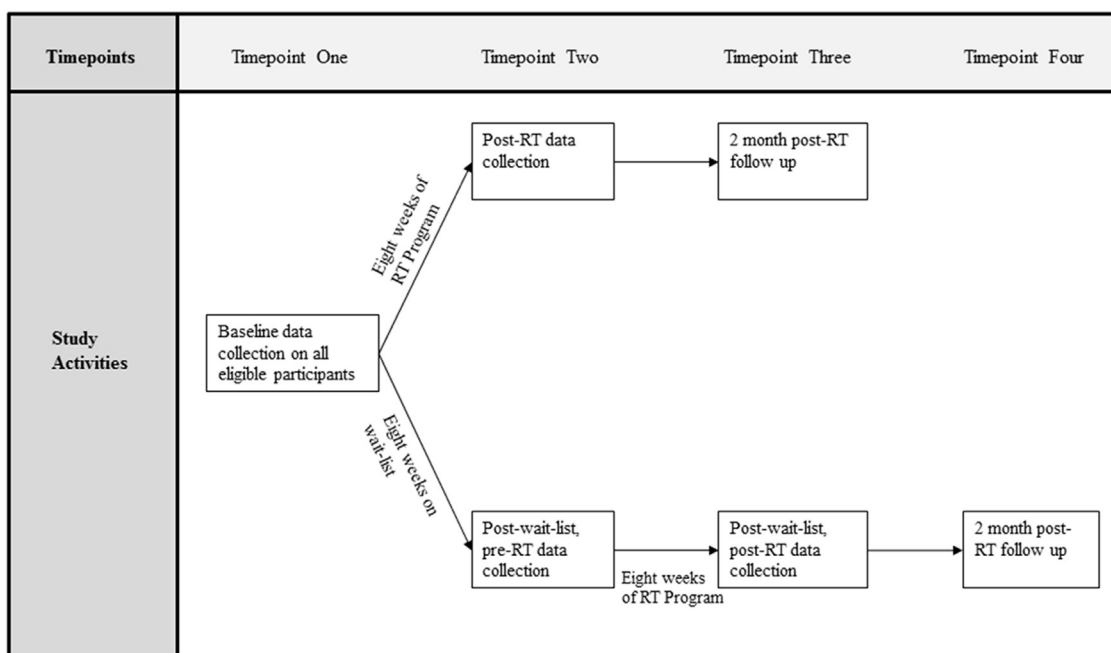 Timepoints
Timepoint One
Timepoint Two
Timepoint Three
Timepoint Four
Study
Activities
Baseline data
collection on all
eligible participants
Eight weeks of
RT Program
Post-RT data
collection
2 month post-RT
follow up
Eight weeks on
wait-list
Post-wait-list,
pre-RT data
collection
Eight weeks
of RT Program
Post-wait-list,
post-RT data
collection
2 month post-
RT follow up